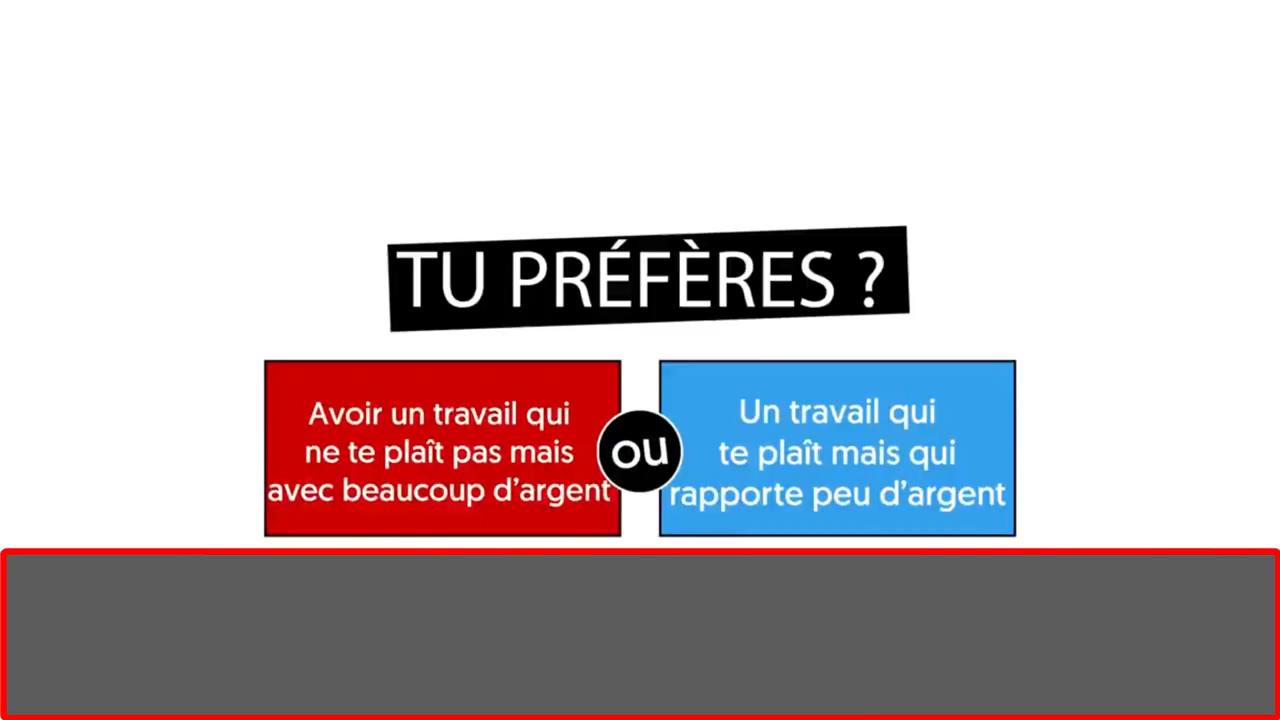 TU PRÉFÈRES ?
Avoir un travail qui
ne te plaît pas mais
avec beaucoup d'argent
ou
Un travail qui
te plaît mais qui
rapporte peu d'argent